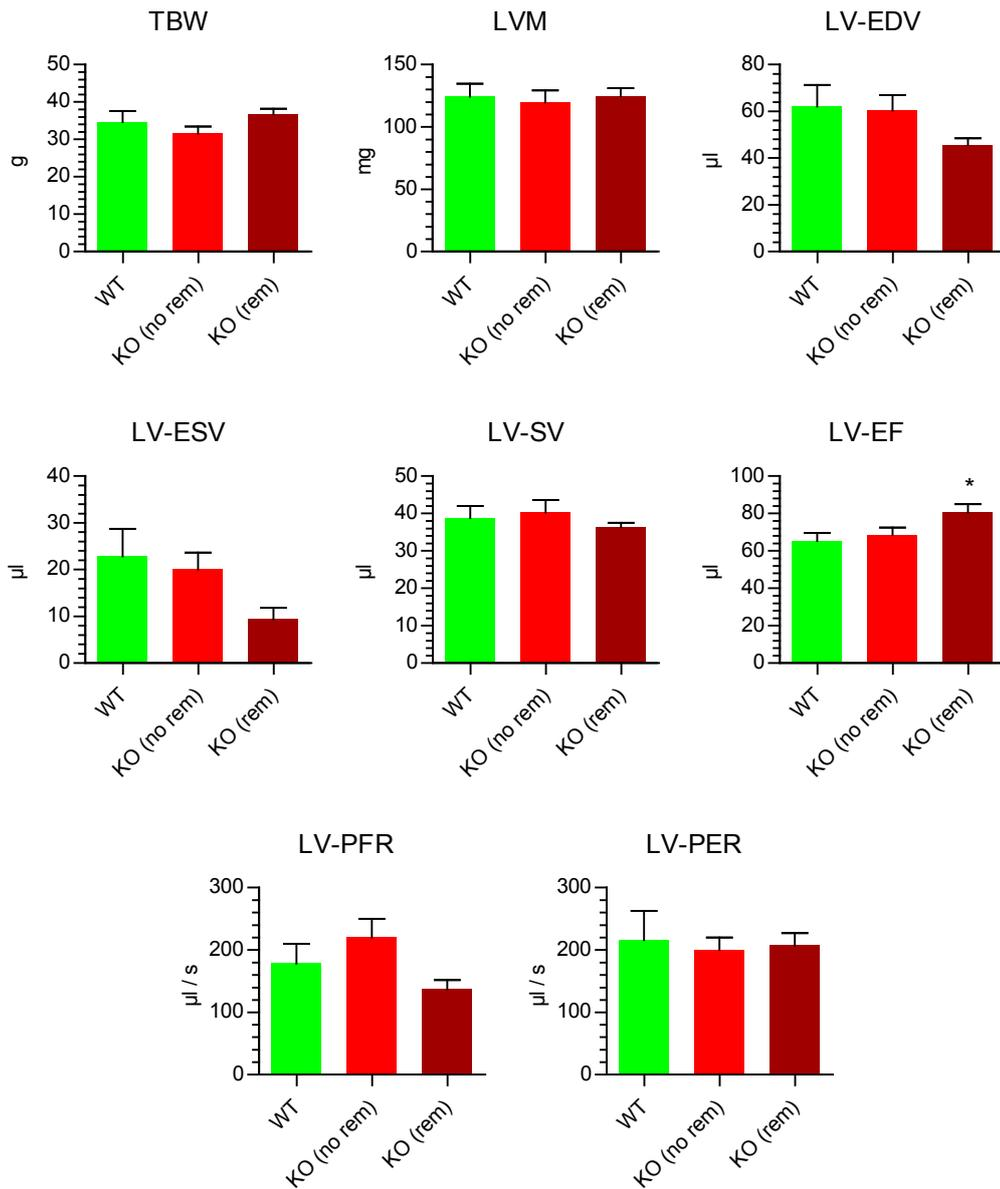 TBW
LVM
LV-EDV
50
40
30
20
10
0
g
WT
KO (no rem)
KO (rem)
150
100
50
0
mg
WT
KO (no rem)
KO (rem)
80
60
40
20
0
µl
WT
KO (no rem)
KO (rem)
LV-ESV
LV-SV
LV-EF
40
30
20
10
0
µl
WT
KO (no rem)
KO (rem)
50
40
30
20
10
0
µl
WT
KO (no rem)
KO (rem)
100
80
60
40
20
0
µl
*
WT
KO (no rem)
KO (rem)
LV-PFR
LV-PER
300
200
100
0
µl / s
WT
KO (no rem)
KO (rem)
300
200
100
0
µl / s
WT
KO (no rem)
KO (rem)